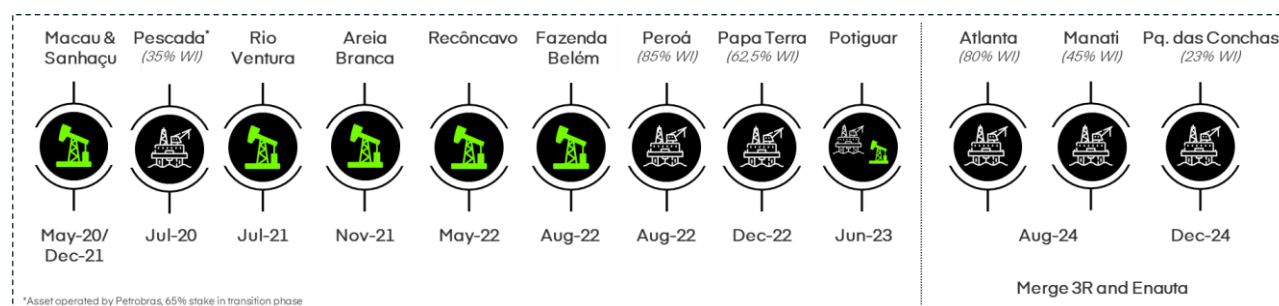 Macau &
Sanhaçu
Pescada*
(35% WI)
Rio
Ventura
Areia
Branca
Recôncavo
Fazenda
Belém
Peroá
(85% WI)
Papa Terra
(62,5% WI)
Potiguar
Atlanta
(80% WI)
Manati
(45% WI)
Pq. das Conchas
(23% WI)
May-20/
Dec-21
Jul-20
Jul-21
Nov-21
May-22
Aug-22
Aug-22
Dec-22
Jun-23
Aug-24
Dec-24
Merge 3R and Enauta
*Asset operated by Petrobras, 65% stake in transition phase